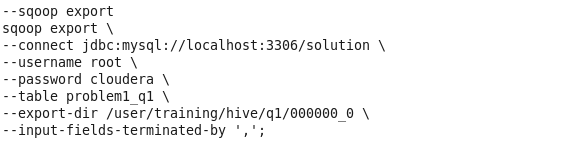 --sqoop export
sqoop export \
--connect jdbc:mysql://localhost:3306/solution \
--username root \
--password cloudera \
--table problem1_q1 \
--export-dir /user/training/hive/q1/000000_0 \
--input-fields-terminated-by ',';